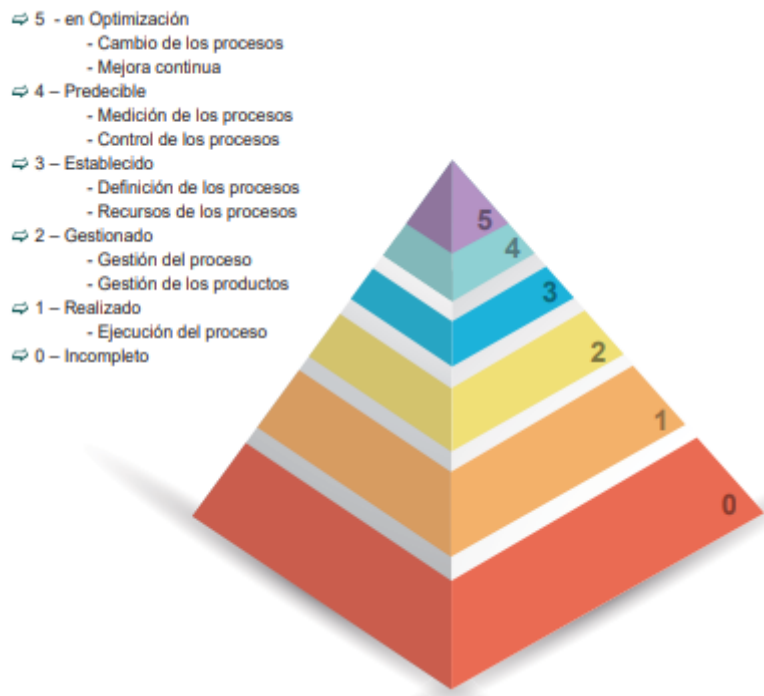 ⇨ 5 - en Optimización
- Cambio de los procesos
- Mejora continua
⇨ 4 – Predecible
- Medición de los procesos
- Control de los procesos
⇨ 3 – Establecido
- Definición de los procesos
- Recursos de los procesos
⇨ 2 – Gestionado
- Gestión del proceso
- Gestión de los productos
⇨ 1 – Realizado
- Ejecución del proceso
⇨ 0 – Incompleto
5
4
3
2
1
0